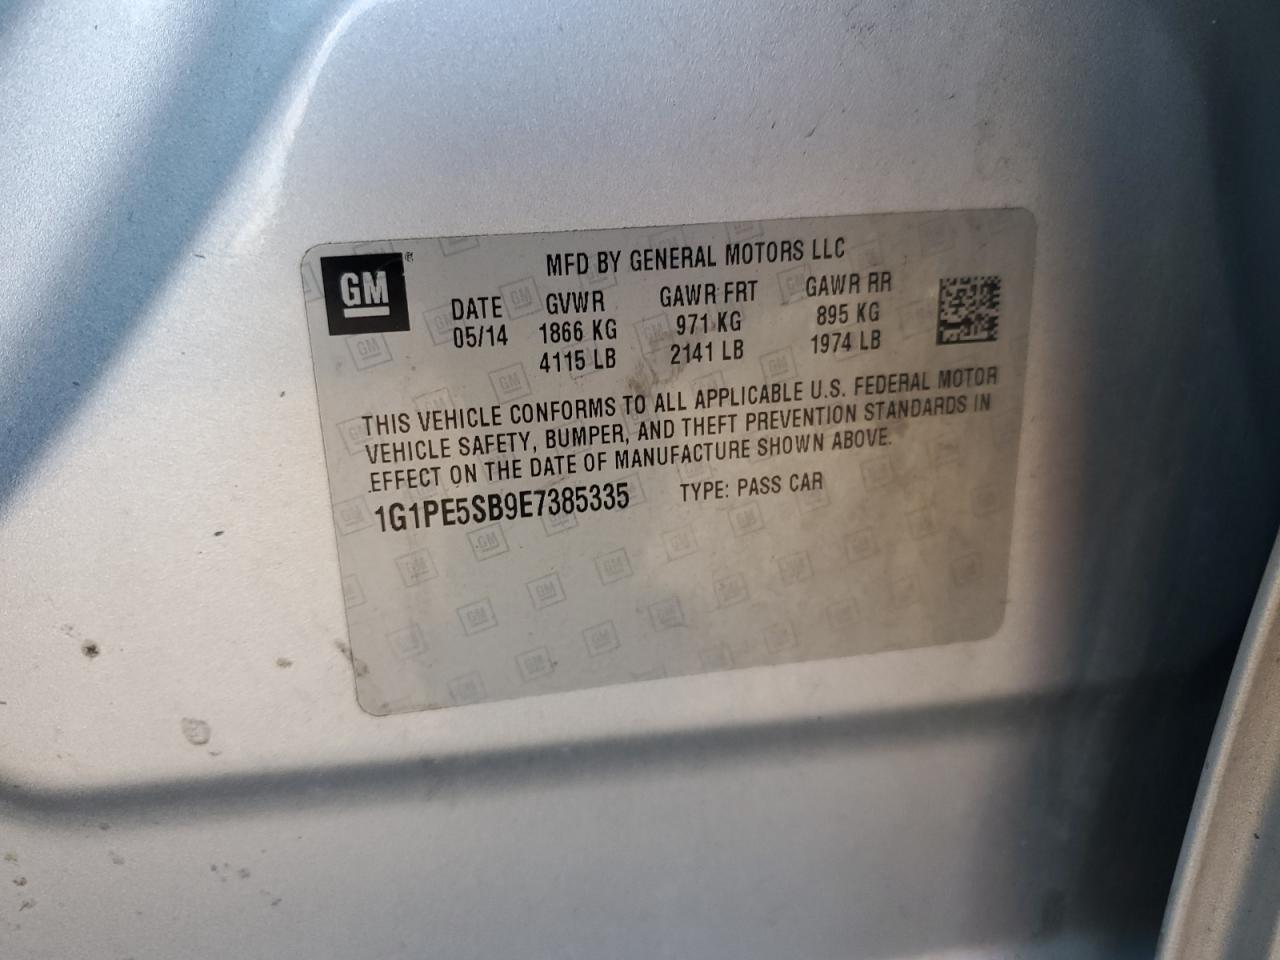 GM
MFD BY GENERAL MOTORS LLC
DATE GVWR GAWR FRT GAWR RR
05/14 1866 KG 971 KG 895 KG
4115 LB 2141 LB 1974 LB
THIS VEHICLE CONFORMS TO ALL APPLICABLE U.S. FEDERAL MOTOR
VEHICLE SAFETY, BUMPER, AND THEFT PREVENTION STANDARDS IN
EFFECT ON THE DATE OF MANUFACTURE SHOWN ABOVE.
1G1PE5SB9E7385335 TYPE: PASS CAR